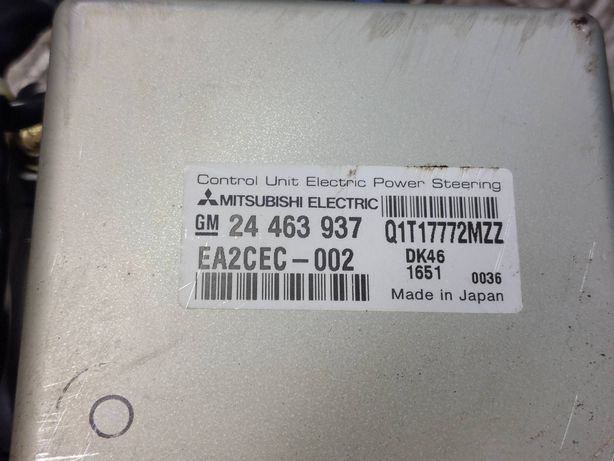 Control Unit Electric Power Steering
MITSUBISHI ELECTRIC
GM 24 463 937 Q1T17772MZZ
EA2CEC-002 DK46
1651 0036
Made in Japan